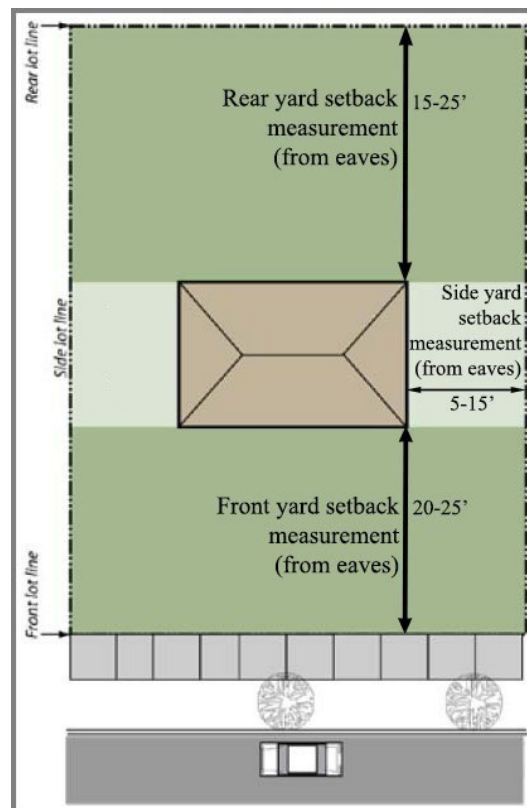 Rear lot line
Rear yard setback
measurement
(from eaves)
15-25’
Side lot line
Side yard
setback
measurement
(from eaves)
5-15’
Front yard setback
measurement
(from eaves)
20-25’
Front lot line